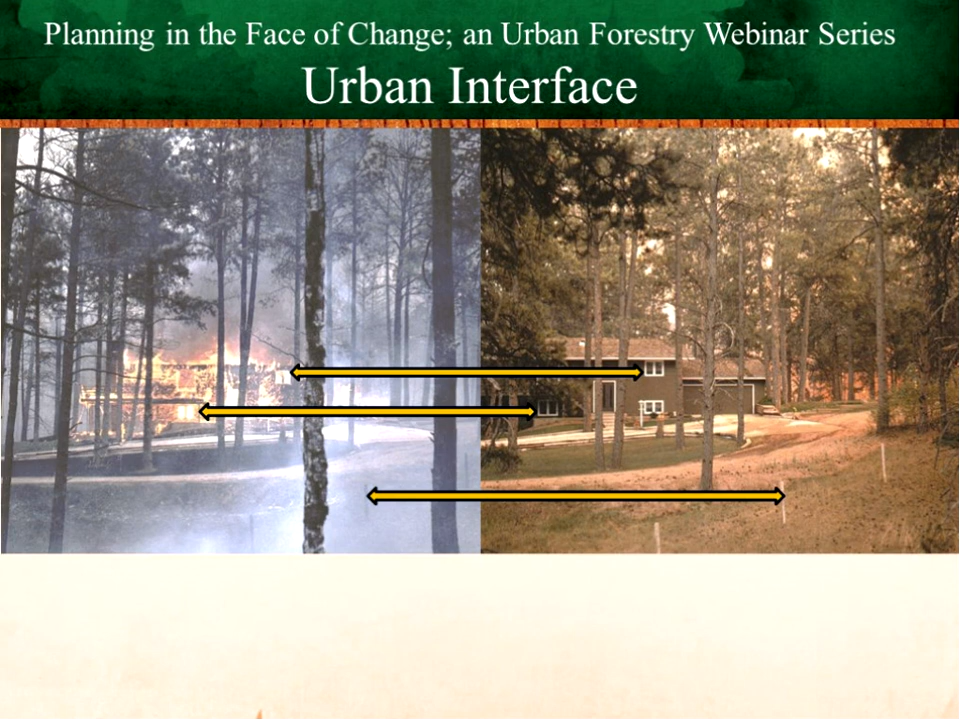 Planning in the Face of Change; an Urban Forestry Webinar Series
Urban Interface